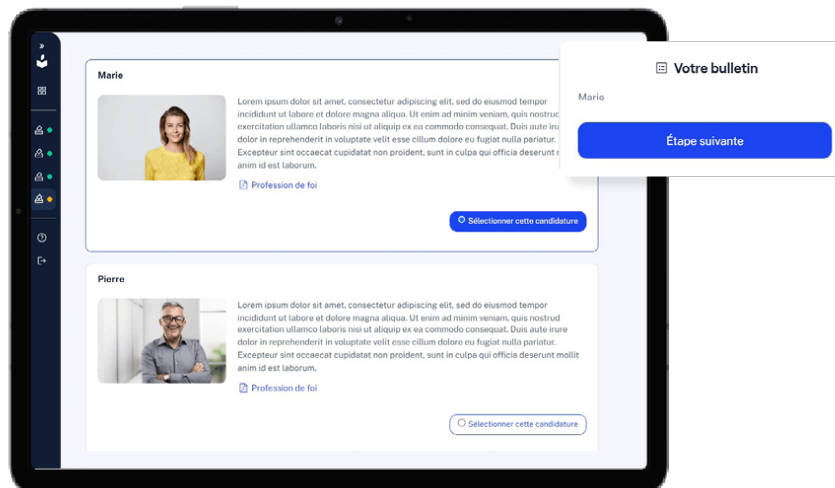 Marie
Lorem ipsum dolor sit amet, consectetur adipiscing elit, sed do eiusmod tempor
incididunt ut labore et dolore magna aliqua. Ut enim ad minim veniam, quis nostrud
exercitation ullamco laboris nisi ut aliquip ex ea commodo consequat. Duis aute
dolor in reprehenderit in voluptate velit esse cillum dolore eu fugiat nulla pariatur.
Excepteur sint occaecat cupidatat non proident, sunt in culpa qui officia deserunt
anim id est laborum.
Profession de foi
Sélectionner cette candidature
Votre bulletin
Marie
Étape suivante
Pierre
Lorem ipsum dolor sit amet, consectetur adipiscing elit, sed do eiusmod tempor
incididunt ut labore et dolore magna aliqua. Ut enim ad minim veniam, quis nostrud
exercitation ullamco laboris nisi ut aliquip ex ea commodo consequat. Duis aute irure
dolor in reprehenderit in voluptate velit esse cillum dolore eu fugiat nulla pariatur.
Excepteur sint occaecat cupidatat non proident, sunt in culpa qui officia deserunt mollit
anim id est laborum.
Profession de foi
Sélectionner cette candidature